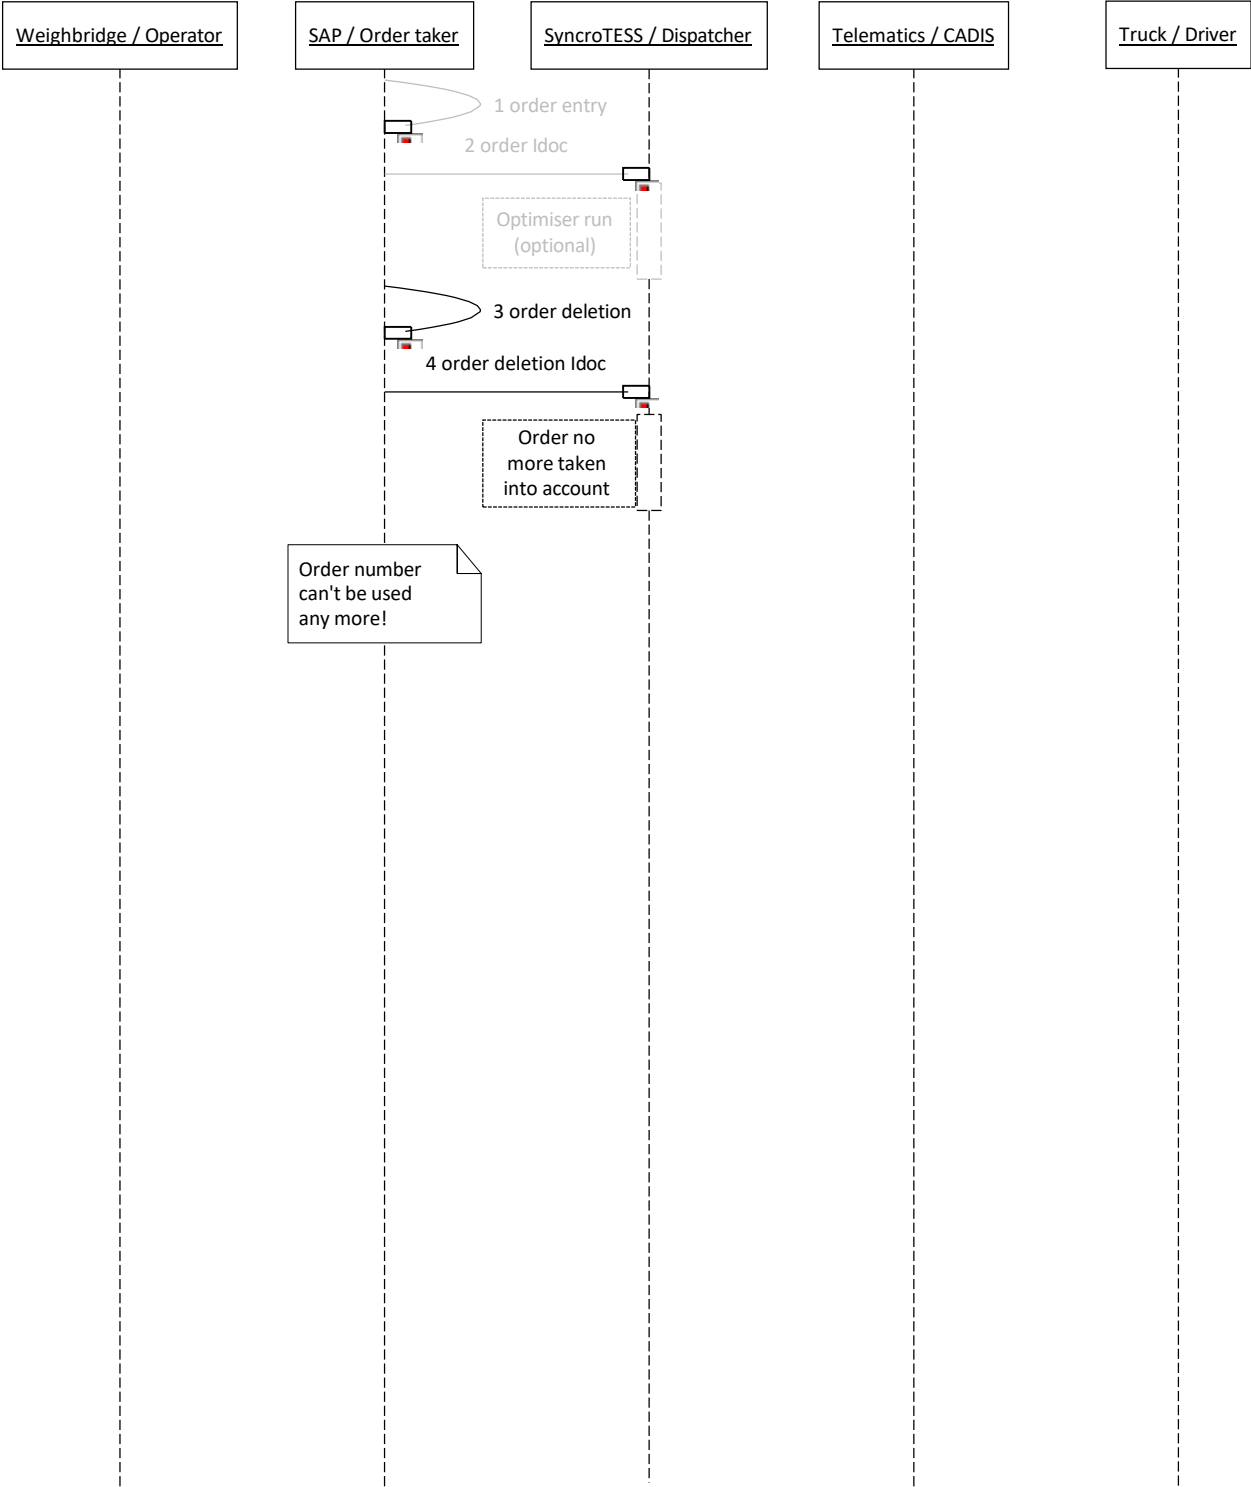 Weighbridge / Operator
SAP / Order taker
SyncroTESS / Dispatcher
Telematics / CADIS
Truck / Driver
1 order entry
2 order Idoc
Optimiser run
(optional)
3 order deletion
4 order deletion Idoc
Order no
more taken
into account
Order number
can't be used
any more!